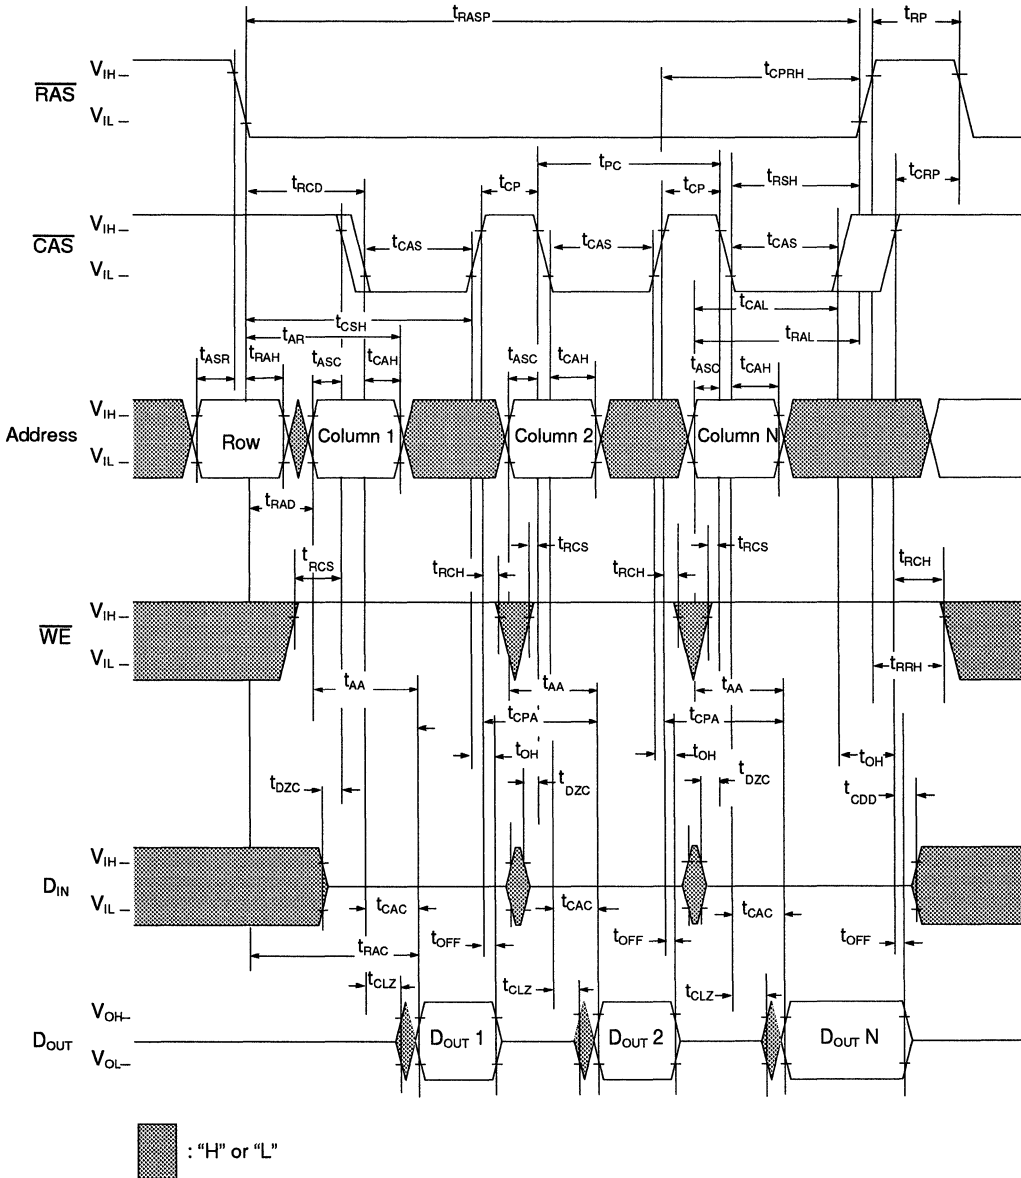 tRASP tRP
VIH
RAS
VIL
tCPRH
tPC
tRCD tCP tCP tRSH tCRP
VIH
CAS
VIL
tCAS tCAS tCAS
tCSH tCAL
tAR tRAL
tASR tRAH tASC tCAH tASC tCAH tASC tCAH
VIH
Address Row Column 1 Column 2 Column N
VIL
tRAD
tRCS tRCH tRCS tRCH tRCS tRCH
VIH
WE
VIL
tRRH
tAA tAA tAA
tCPA tCPA
tOH tOH tOH
tDZC tDZC tDZC tCDD
VIH
DIN
VIL
tCAC tCAC tCAC
tRAC tOFF tOFF tOFF
tCLZ tCLZ tCLZ
VOH
DOUT DOUT 1 DOUT 2 DOUT N
VOL
: “H” or “L”